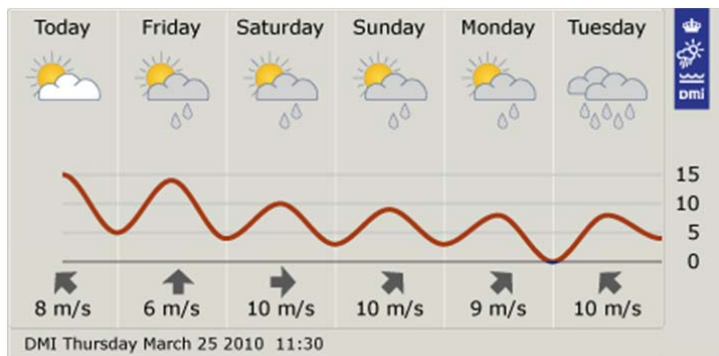 Today Friday Saturday Sunday Monday Tuesday
DMI
15
10
5
0
8 m/s 6 m/s 10 m/s 10 m/s 9 m/s 10 m/s
DMI Thursday March 25 2010 11:30